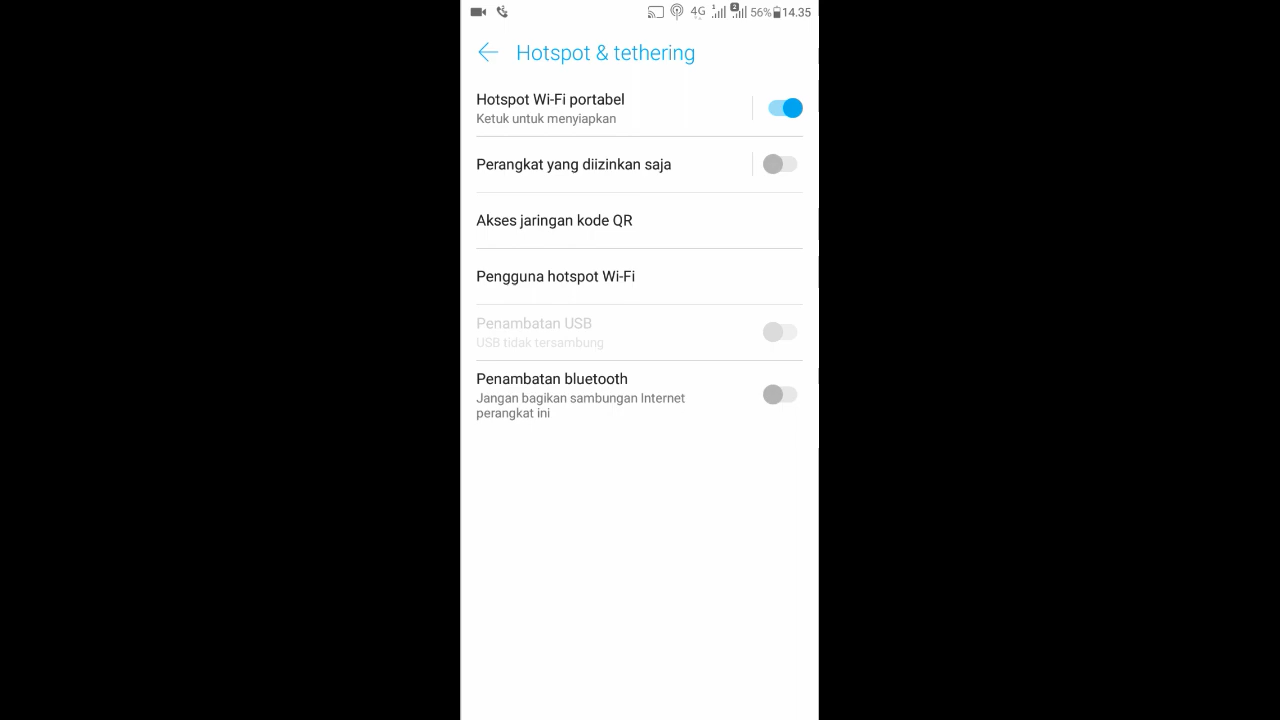 4G 1 2 56% 14.35
Hotspot & tethering
Hotspot Wi-Fi portabel
Ketuk untuk menyiapkan
Perangkat yang diizinkan saja
Akses jaringan kode QR
Pengguna hotspot Wi-Fi
Penambatan USB
USB tidak tersambung
Penambatan bluetooth
Jangan bagikan sambungan Internet
perangkat ini